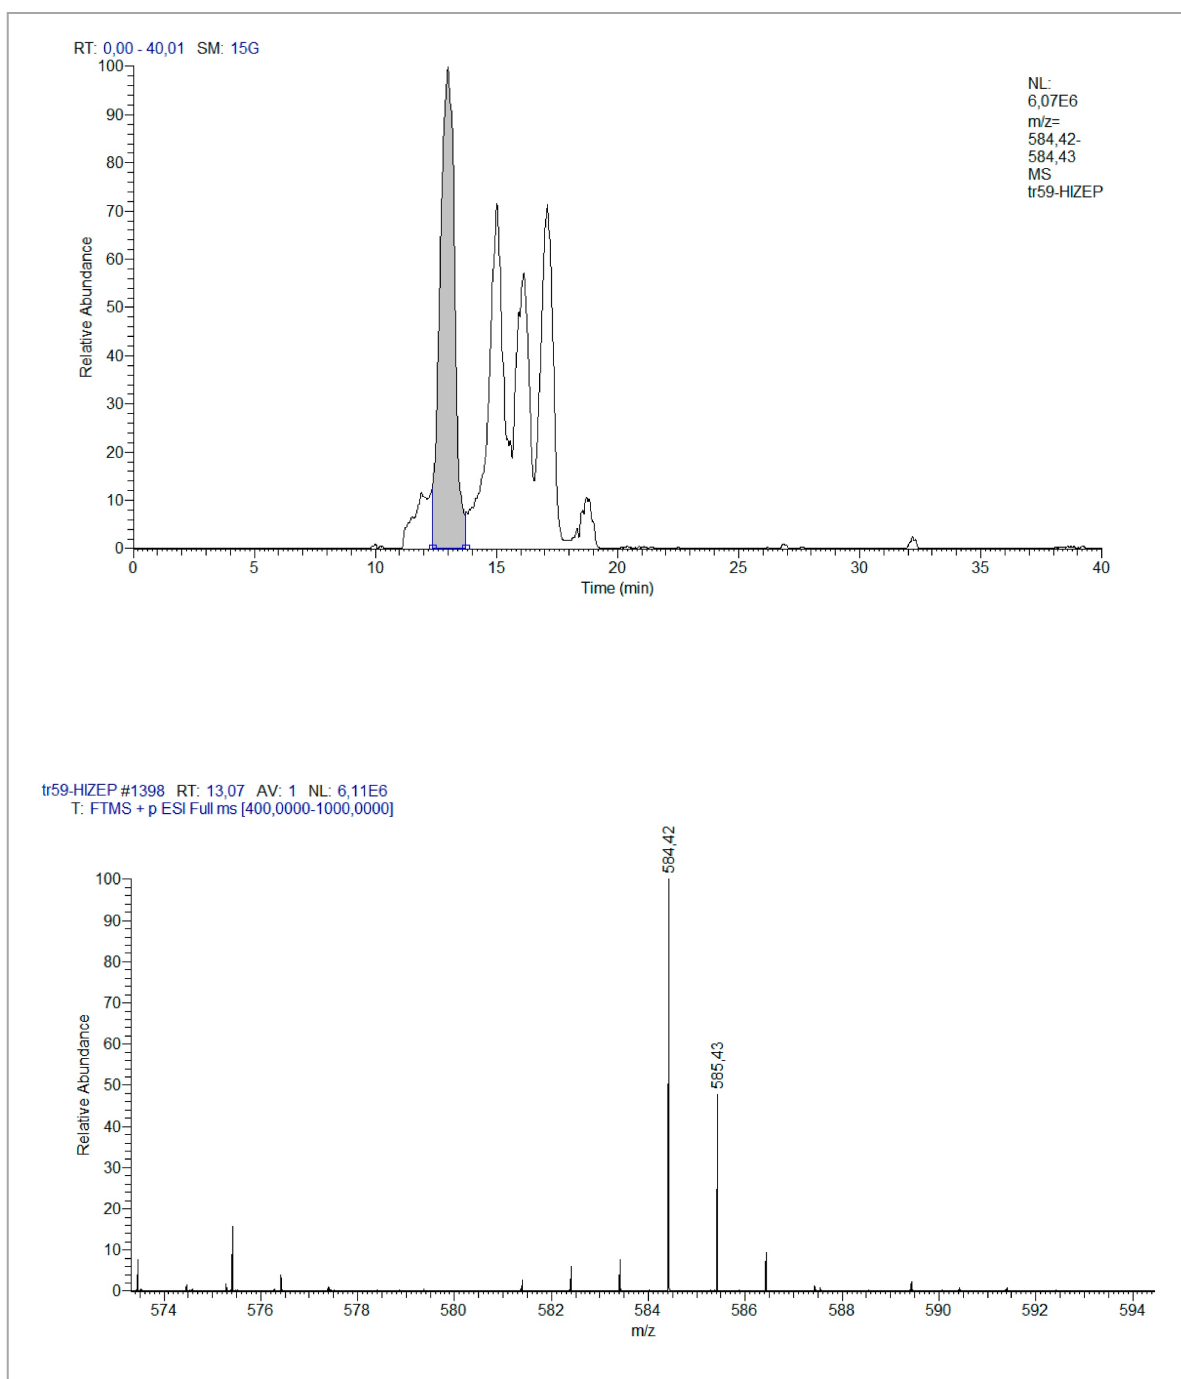 RT: 0,00 - 40,01 SM: 15G
NL:
6,07E6
m/z=
584,42-
584,43
MS
tr59-HIZEP
100
90
80
70
60
50
40
30
20
10
0
Relative Abundance
0 5 10 15 20 25 30 35 40
Time (min)
tr59-HIZEP #1398 RT: 13,07 AV: 1 NL: 6,11E6
T: FTMS + p ESI Full ms [400,0000-1000,0000]
584,42
585,43
100
90
80
70
60
50
40
30
20
10
0
Relative Abundance
574 576 578 580 582 584 586 588 590 592 594
m/z